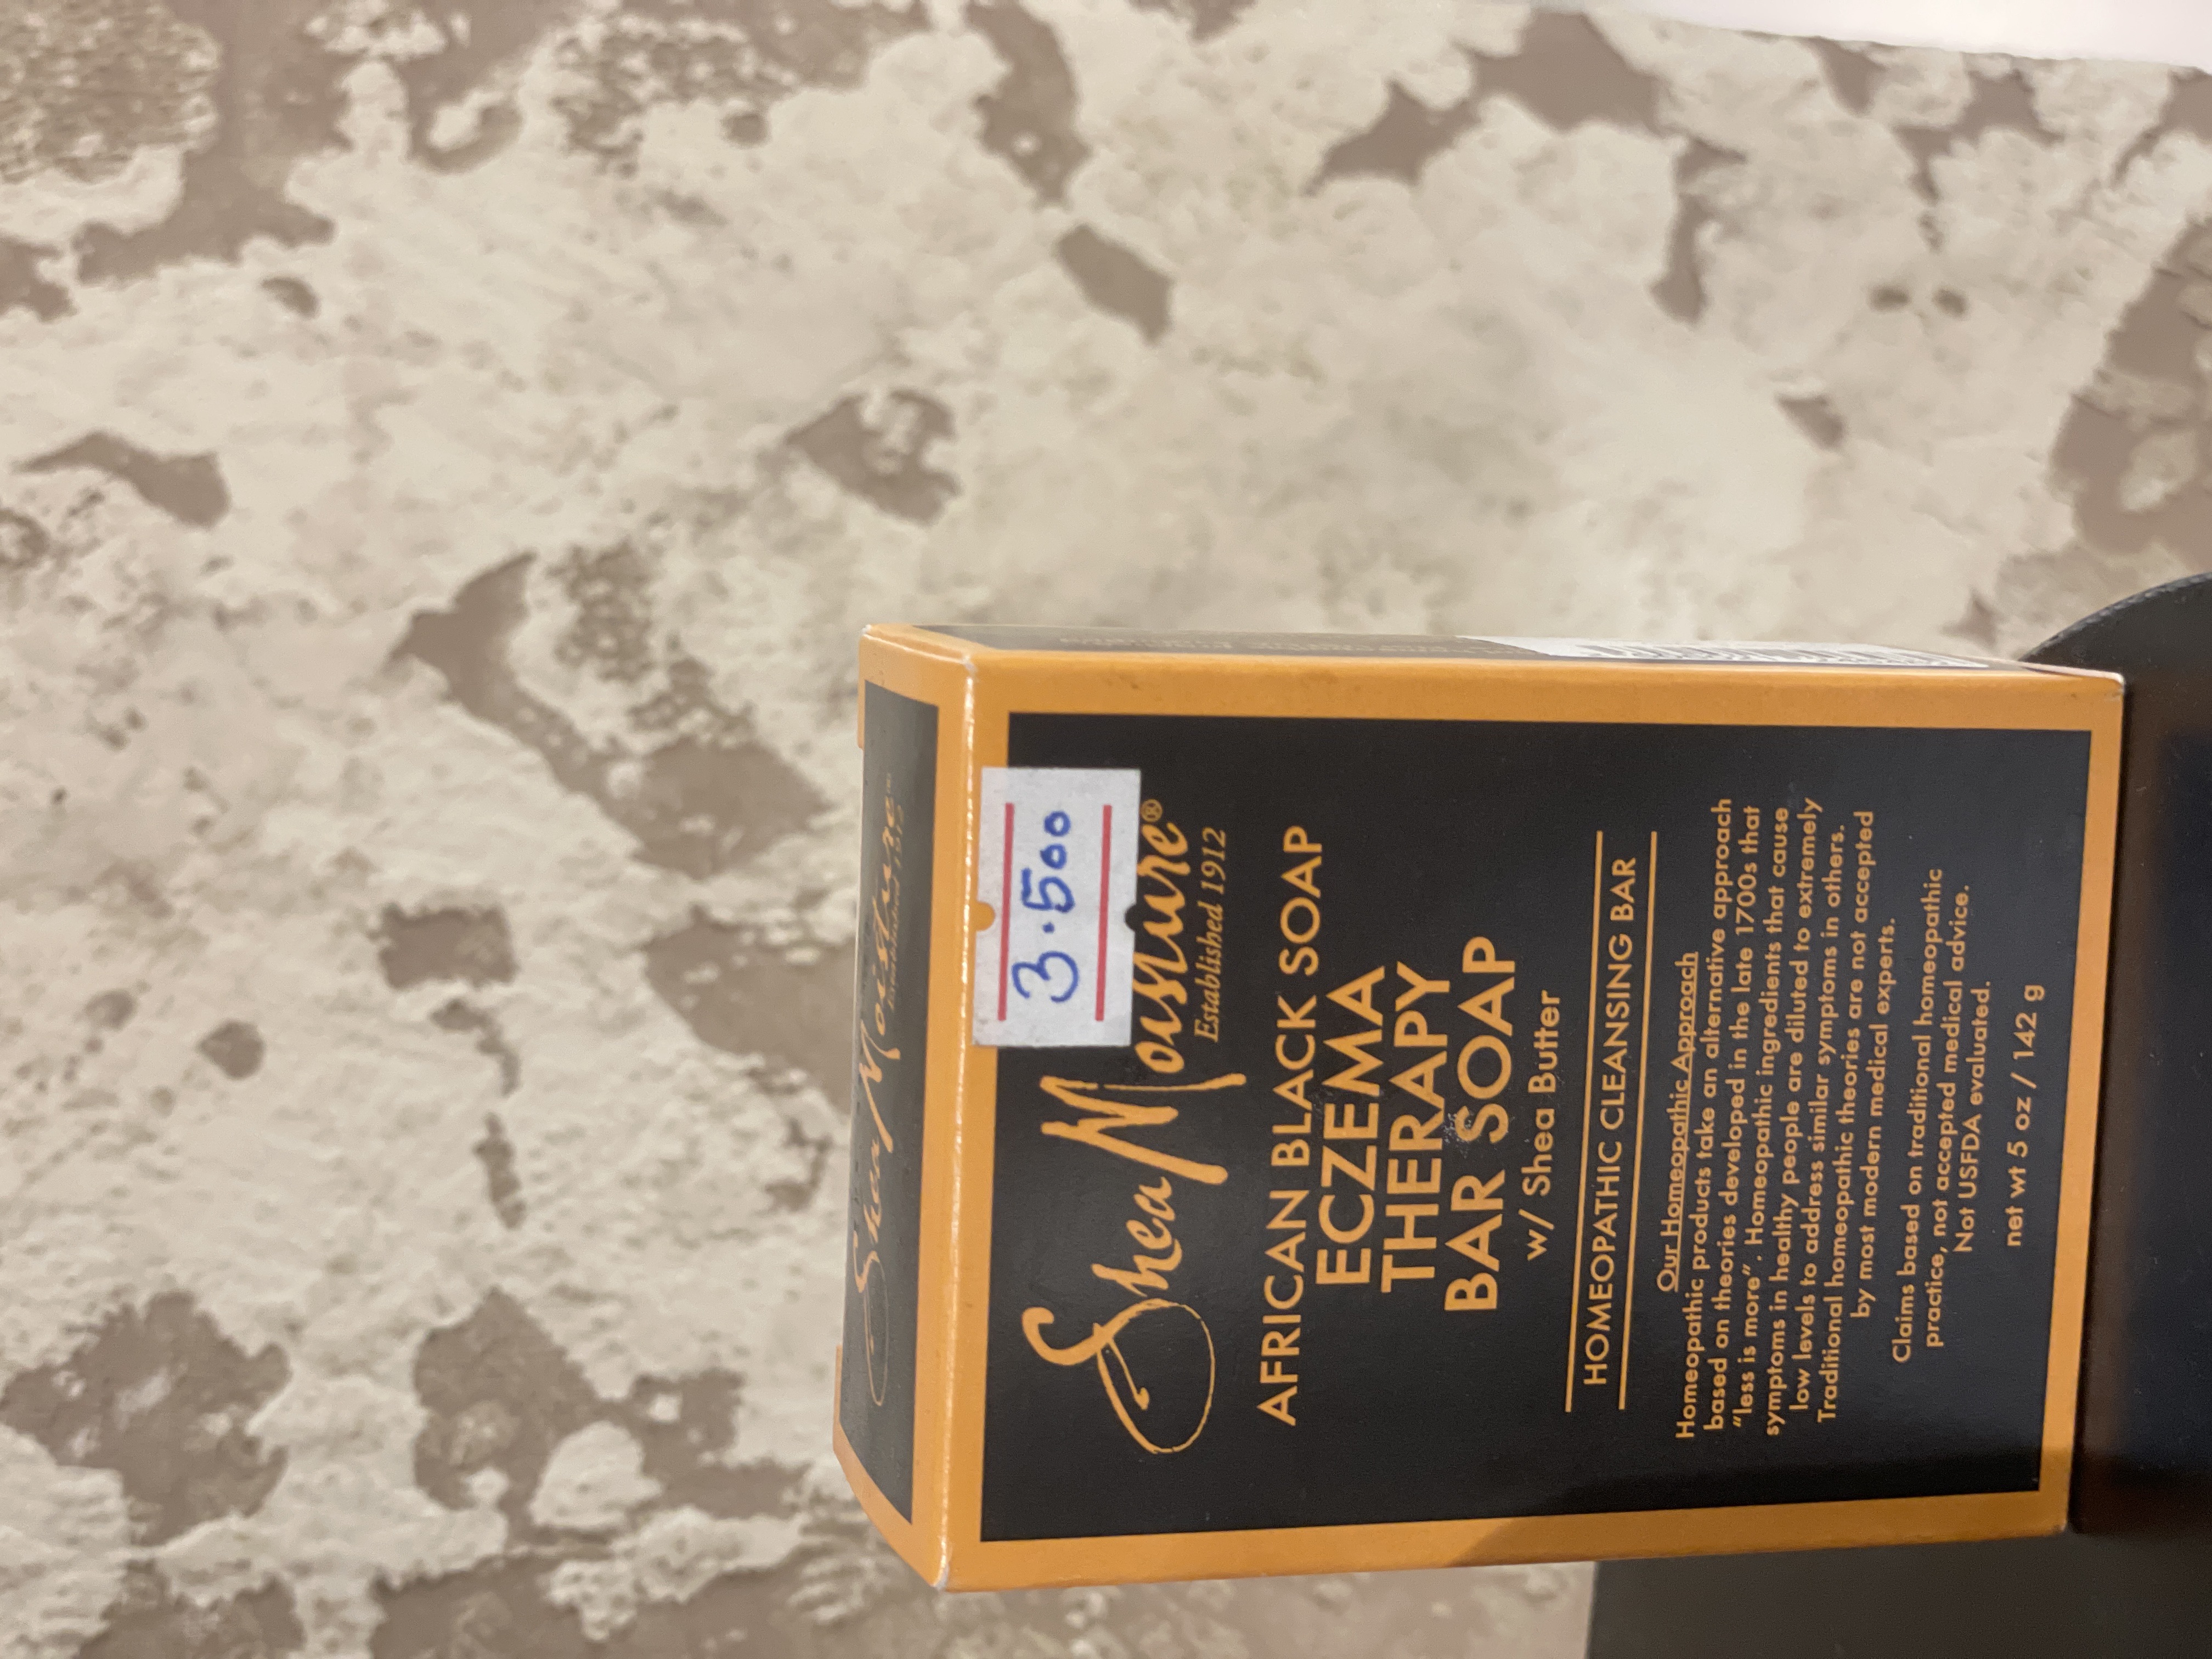 SheaMoisture
Established 1912
3.500
SheaMoisture®
Established 1912
AFRICAN BLACK SOAP
ECZEMA
THERAPY
BAR SOAP
w/ Shea Butter
HOMEOPATHIC CLEANSING BAR
Our Homeopathic Approach
Homeopathic products take an alternative approach
based on theories developed in the late 1700s that
"less is more". Homeopathic ingredients that cause
symptoms in healthy people are diluted to extremely
low levels to address similar symptoms in others.
Traditional homeopathic theories are not accepted
by most modern medical experts.
Claims based on traditional homeopathic
practice, not accepted medical advice.
Not USFDA evaluated.
net wt 5 oz / 142 g